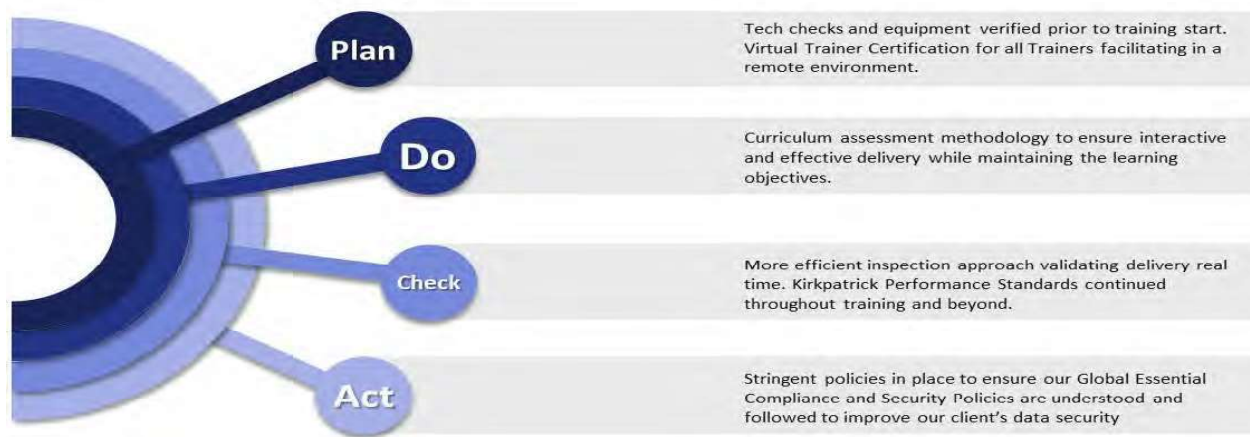 Plan
Tech checks and equipment verified prior to training start.
Virtual Trainer Certification for all Trainers facilitating in a
remote environment.
Do
Curriculum assessment methodology to ensure interactive
and effective delivery while maintaining the learning
objectives.
Check
More efficient inspection approach validating delivery real
time. Kirkpatrick Performance Standards continued
throughout training and beyond.
Act
Stringent policies in place to ensure our Global Essential
Compliance and Security Policies are understood and
followed to improve our client's data security